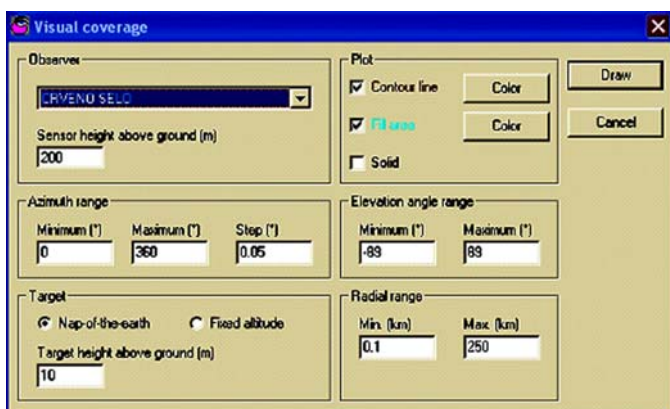 Visual coverage
Observer
CRVENO SELO
Sensor height above ground (m)
200
Plot
Contour line
Color
Fill area
Color
Solid
Draw
Cancel
Azimuth range
Minimum (°)
Maximum (°)
Step (°)
0
360
0.05
Elevation angle range
Minimum (°)
Maximum (°)
-89
89
Target
Nap-of-the-earth
Fixed altitude
Target height above ground (m)
10
Radial range
Min. (km)
Max. (km)
0.1
250